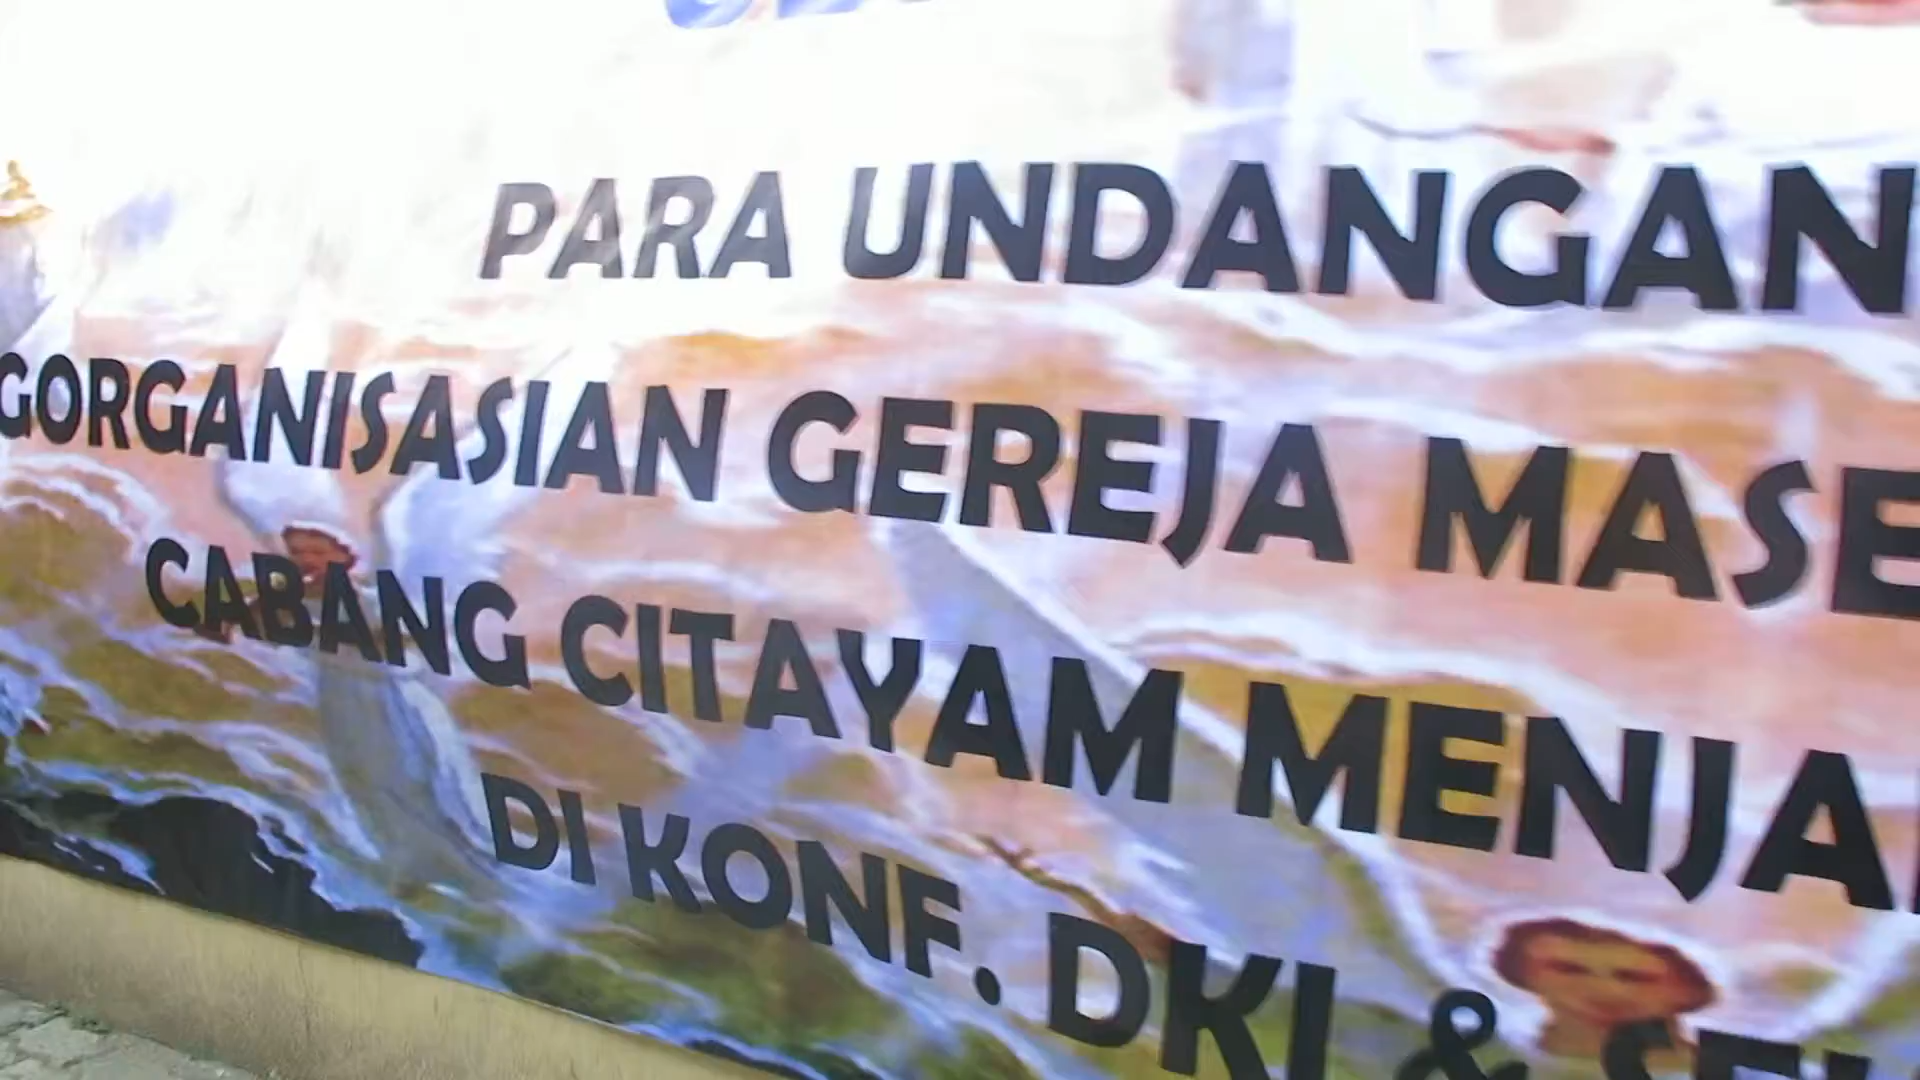 PARA UNDANGAN
GORGANISASIAN GEREJA MASE
CABANG CITAYAM MENJA
DI KONF. DKI &